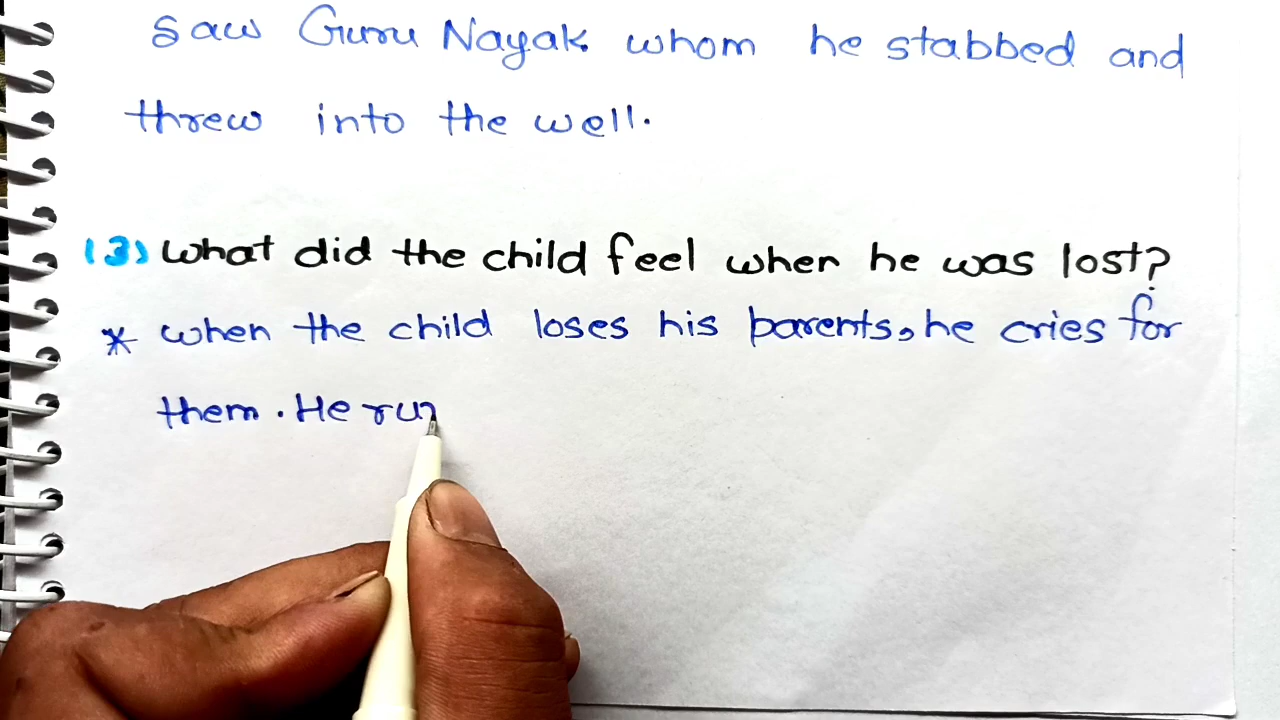 saw Guru Nayak whom he stabbed and
threw into the well.
(3) What did the child feel when he was lost?
* when the child loses his parents, he cries for
them. He run